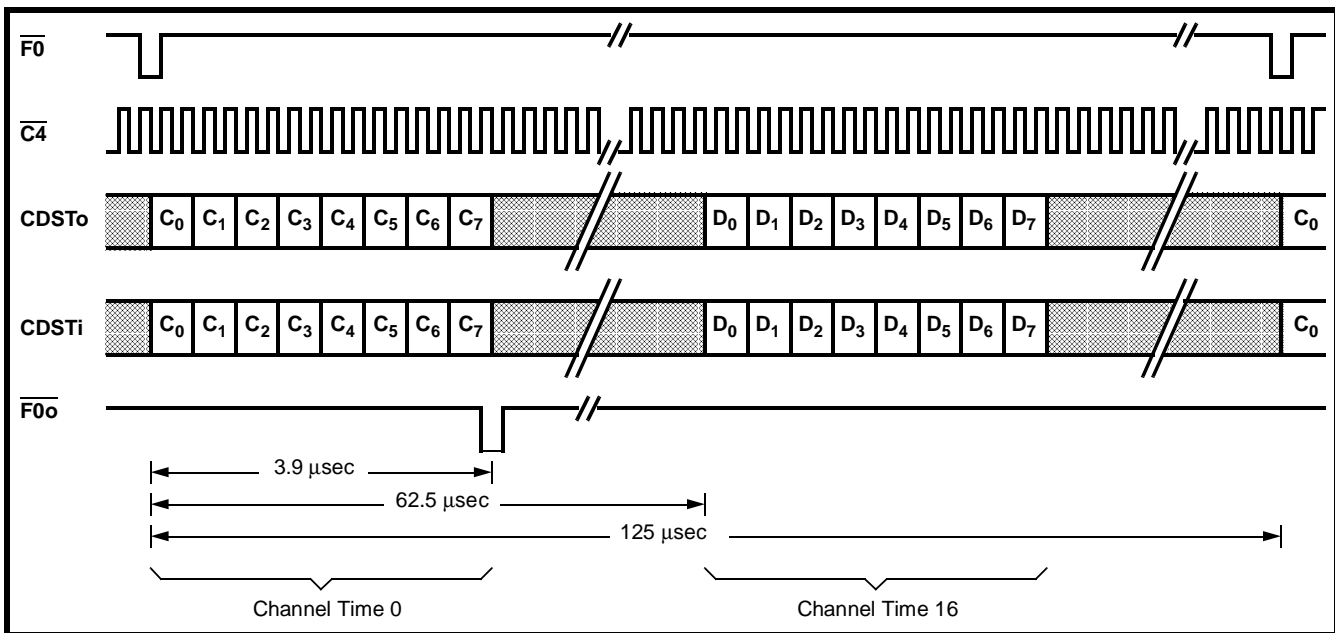 F0
C4
CDSTo C0 C1 C2 C3 C4 C5 C6 C7 D0 D1 D2 D3 D4 D5 D6 D7 C0
CDSTi C0 C1 C2 C3 C4 C5 C6 C7 D0 D1 D2 D3 D4 D5 D6 D7 C0
F0o
3.9 μsec
62.5 μsec
125 μsec
Channel Time 0 Channel Time 16